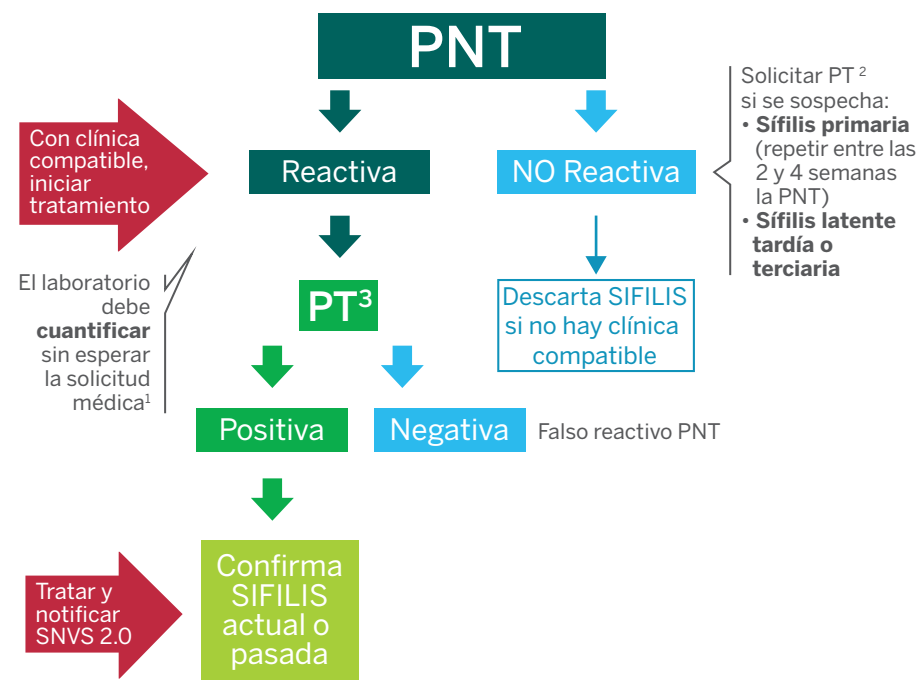 PNT
Con clínica
compatible,
iniciar
tratamiento
Reactiva
NO Reactiva
Solicitar PT ²
si se sospecha:
• Sífilis primaria
(repetir entre las
2 y 4 semanas
la PNT)
• Sífilis latente
tardía o
terciaria
El laboratorio
debe
cuantificar
sin esperar
la solicitud
médica¹
PT³
Descarta SIFILIS
si no hay clínica
compatible
Positiva
Negativa
Falso reactivo PNT
Tratar y
notificar
SNVS 2.0
Confirma
SIFILIS
actual o
pasada